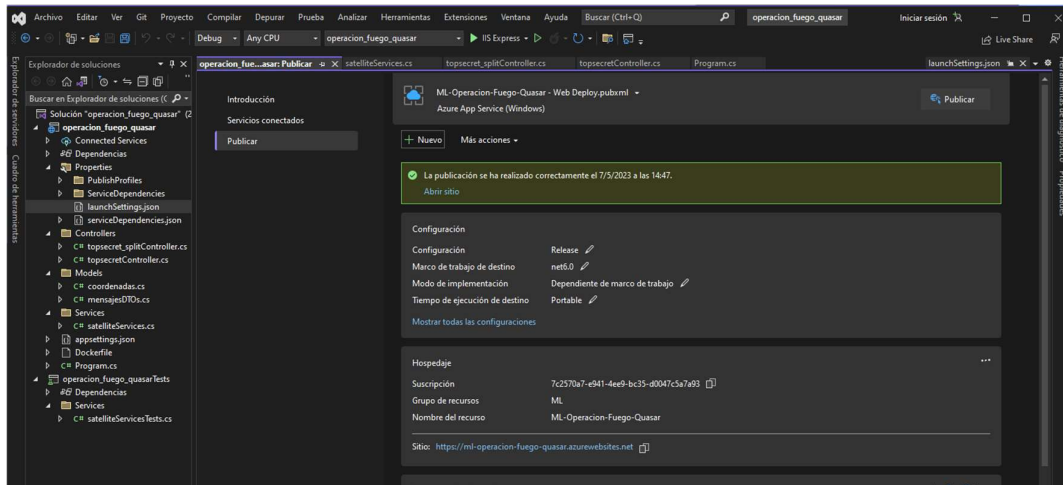 Archivo Editar Ver Git Proyecto Compilar Depurar Prueba Analizar Herramientas Extensiones Ventana Ayuda Buscar (Ctrl+Q) operacion_fuego_quasar Iniciar sesión
Debug Any CPU operacion_fuego_quasar IIS Express Live Share
Explorador de servidores
Cuadro de herramientas
Explorador de soluciones
Buscar en Explorador de soluciones (C
Solución "operacion_fuego_quasar" (2
operacion_fuego_quasar
Connected Services
Dependencias
Properties
PublishProfiles
ServiceDependencies
launchSettings.json
serviceDependencies.json
Controllers
C# topsecret_splitController.cs
C# topsecretController.cs
Models
C# coordenadas.cs
C# mensajesDTOs.cs
Services
C# satelliteServices.cs
appsettings.json
Dockerfile
C# Program.cs
operacion_fuego_quasarTests
Dependencias
Services
C# satelliteServicesTests.cs
operacion_fue...asar: Publicar satelliteServices.cs topsecret_splitController.cs topsecretController.cs Program.cs launchSettings.json
Introducción
Servicios conectados
Publicar
ML-Operacion-Fuego-Quasar - Web Deploy.pubxml
Azure App Service (Windows)
Publicar
Nuevo Más acciones
La publicación se ha realizado correctamente el 7/5/2023 a las 14:47.
Abrir sitio
Configuración
Configuración Release
Marco de trabajo de destino net6.0
Modo de implementación Dependiente de marco de trabajo
Tiempo de ejecución de destino Portable
Mostrar todas las configuraciones
Hospedaje
Suscripción 7c2570a7-e941-4ee9-bc35-d0047c5a7a93
Grupo de recursos ML
Nombre del recurso ML-Operacion-Fuego-Quasar
Sitio: https://ml-operacion-fuego-quasar.azurewebsites.net
de diagnóstico
Propiedades